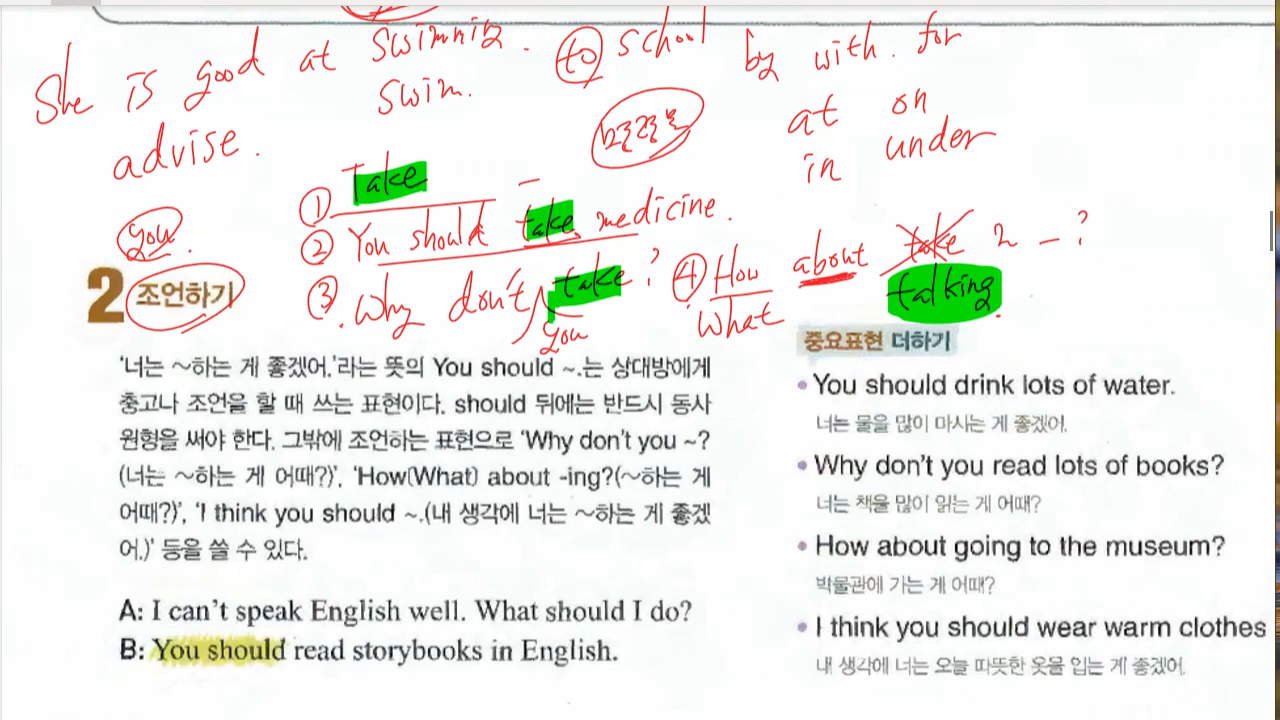 She is good at swimnig. to school by with. for
swim.
at on
advise.
in under
① Take –
② You should take medicine.
you.
③ Why don't you take? ④ How about take 2 – ?
What talking.
2 조언하기
'너는 ~하는 게 좋겠어.'라는 뜻의 You should ~.는 상대방에게
충고나 조언을 할 때 쓰는 표현이다. should 뒤에는 반드시 동사
원형을 써야 한다. 그밖에 조언하는 표현으로 'Why don't you ~?
(너는 ~하는 게 어때?)', 'How(What) about -ing?(~하는 게
어때?)', 'I think you should ~.(내 생각에 너는 ~하는 게 좋겠
어.)' 등을 쓸 수 있다.
A: I can't speak English well. What should I do?
B: You should read storybooks in English.
중요표현 더하기
• You should drink lots of water.
너는 물을 많이 마시는 게 좋겠어.
• Why don't you read lots of books?
너는 책을 많이 읽는 게 어때?
• How about going to the museum?
박물관에 가는 게 어때?
• I think you should wear warm clothes
내 생각에 너는 오늘 따뜻한 옷을 입는 게 좋겠어.